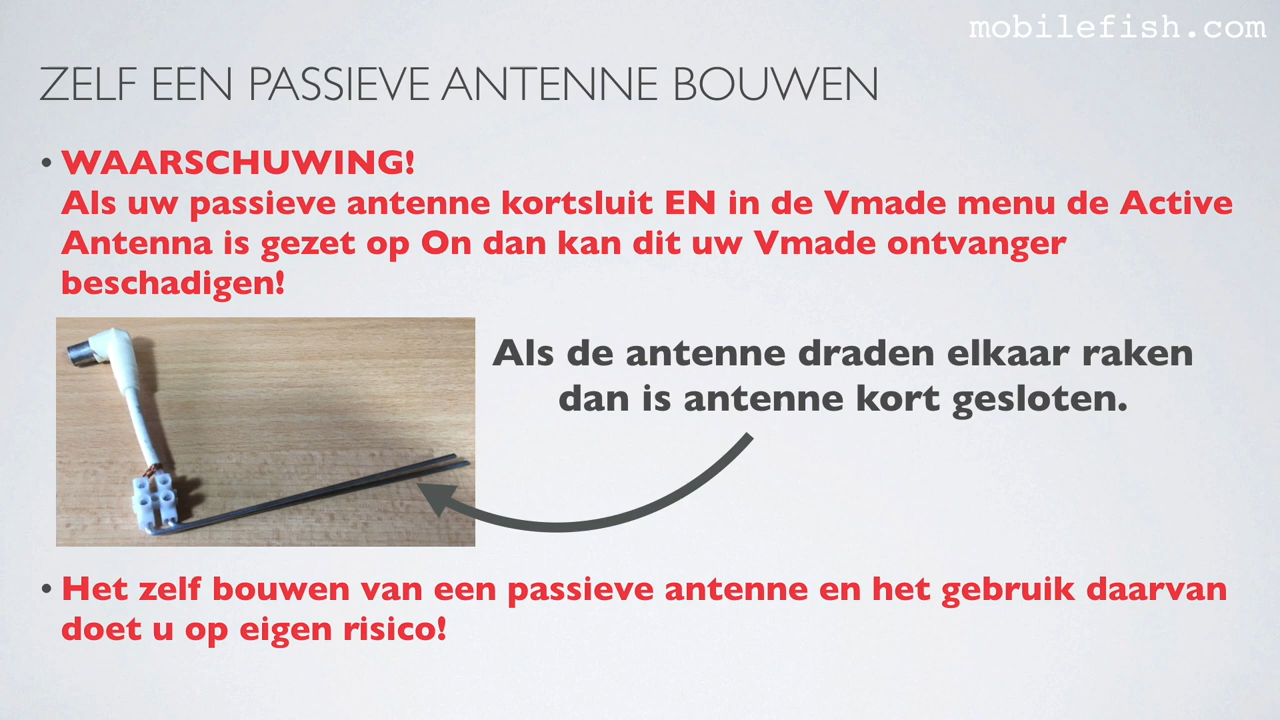 mobilefish.com
ZELF EEN PASSIEVE ANTENNE BOUWEN
• WAARSCHUWING!
Als uw passieve antenne kortsluit EN in de Vmade menu de Active
Antenna is gezet op On dan kan dit uw Vmade ontvanger
beschadigen!
Als de antenne draden elkaar raken
dan is antenne kort gesloten.
• Het zelf bouwen van een passieve antenne en het gebruik daarvan
doet u op eigen risico!